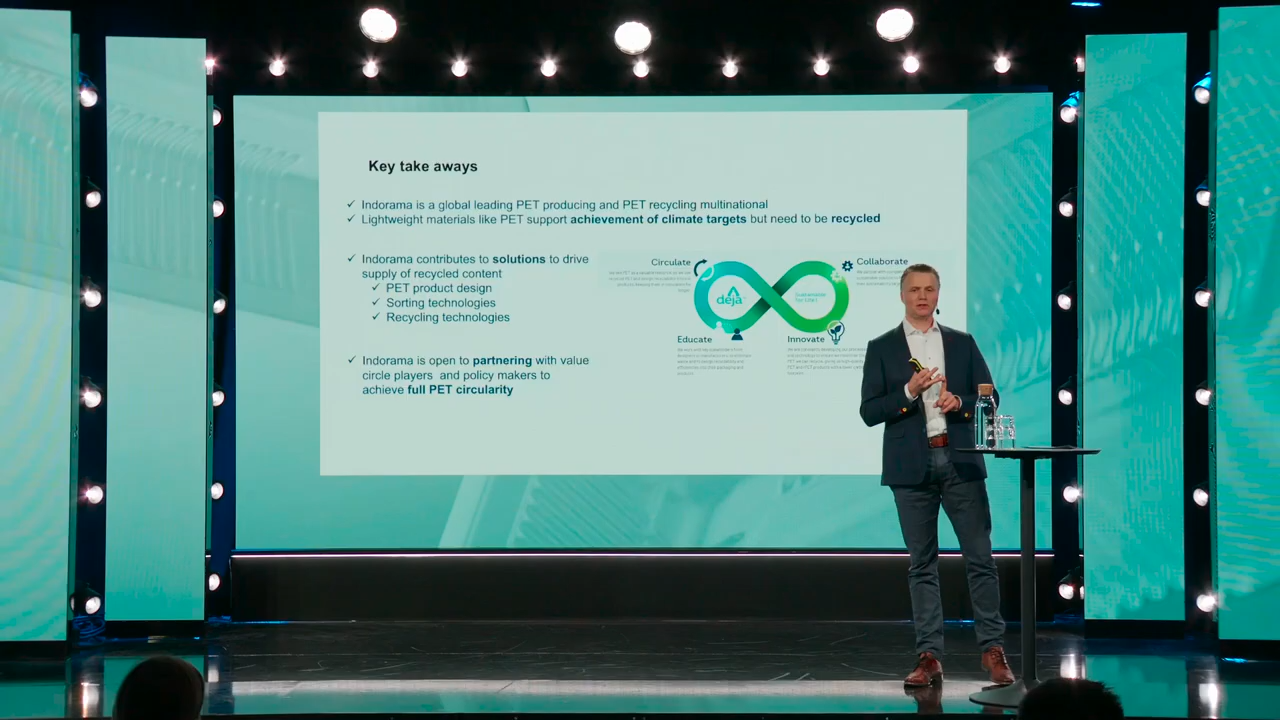 Key take aways
✓ Indorama is a global leading PET producing and PET recycling multinational
✓ Lightweight materials like PET support achievement of climate targets but need to be recycled
✓ Indorama contributes to solutions to drive
supply of recycled content
✓ PET product design
✓ Sorting technologies
✓ Recycling technologies
✓ Indorama is open to partnering with value
circle players and policy makers to
achieve full PET circularity
Circulate
Collaborate
deja
Educate
Innovate